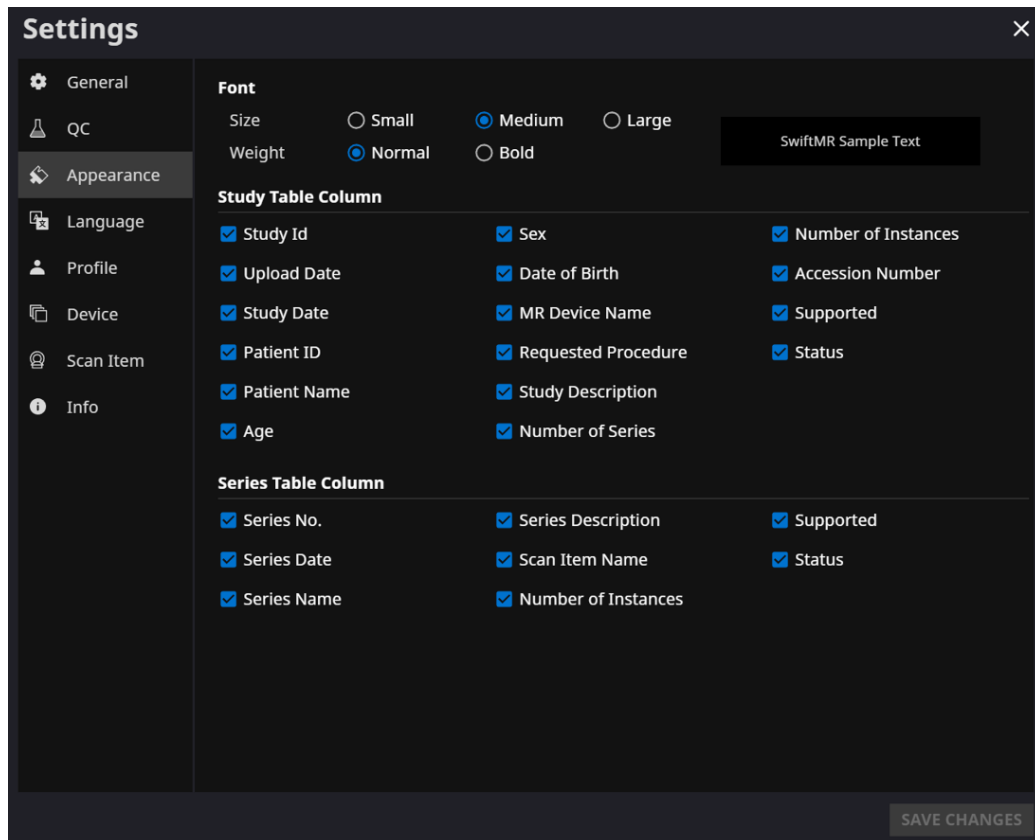 Settings
General
QC
Appearance
Language
Profile
Device
Scan Item
Info
Font
Size Small Medium Large
Weight Normal Bold
SwiftMR Sample Text
Study Table Column
Study Id Sex Number of Instances
Upload Date Date of Birth Accession Number
Study Date MR Device Name Supported
Patient ID Requested Procedure Status
Patient Name Study Description
Age Number of Series
Series Table Column
Series No. Series Description Supported
Series Date Scan Item Name Status
Series Name Number of Instances
SAVE CHANGES